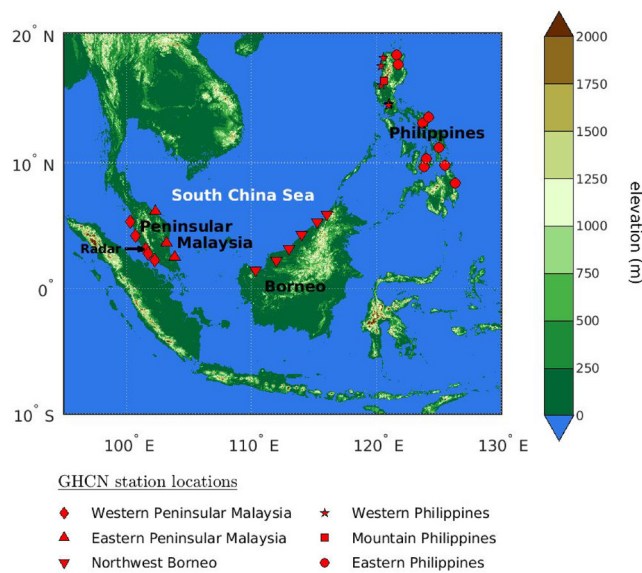 20° N
10° N
0°
10° S
100° E
110° E
120° E
130° E
Philippines
South China Sea
Peninsular
Malaysia
Radar
Borneo
2000
1750
1500
1250
1000
750
500
250
0
elevation (m)
GHCN station locations
Western Peninsular Malaysia
Eastern Peninsular Malaysia
Northwest Borneo
Western Philippines
Mountain Philippines
Eastern Philippines